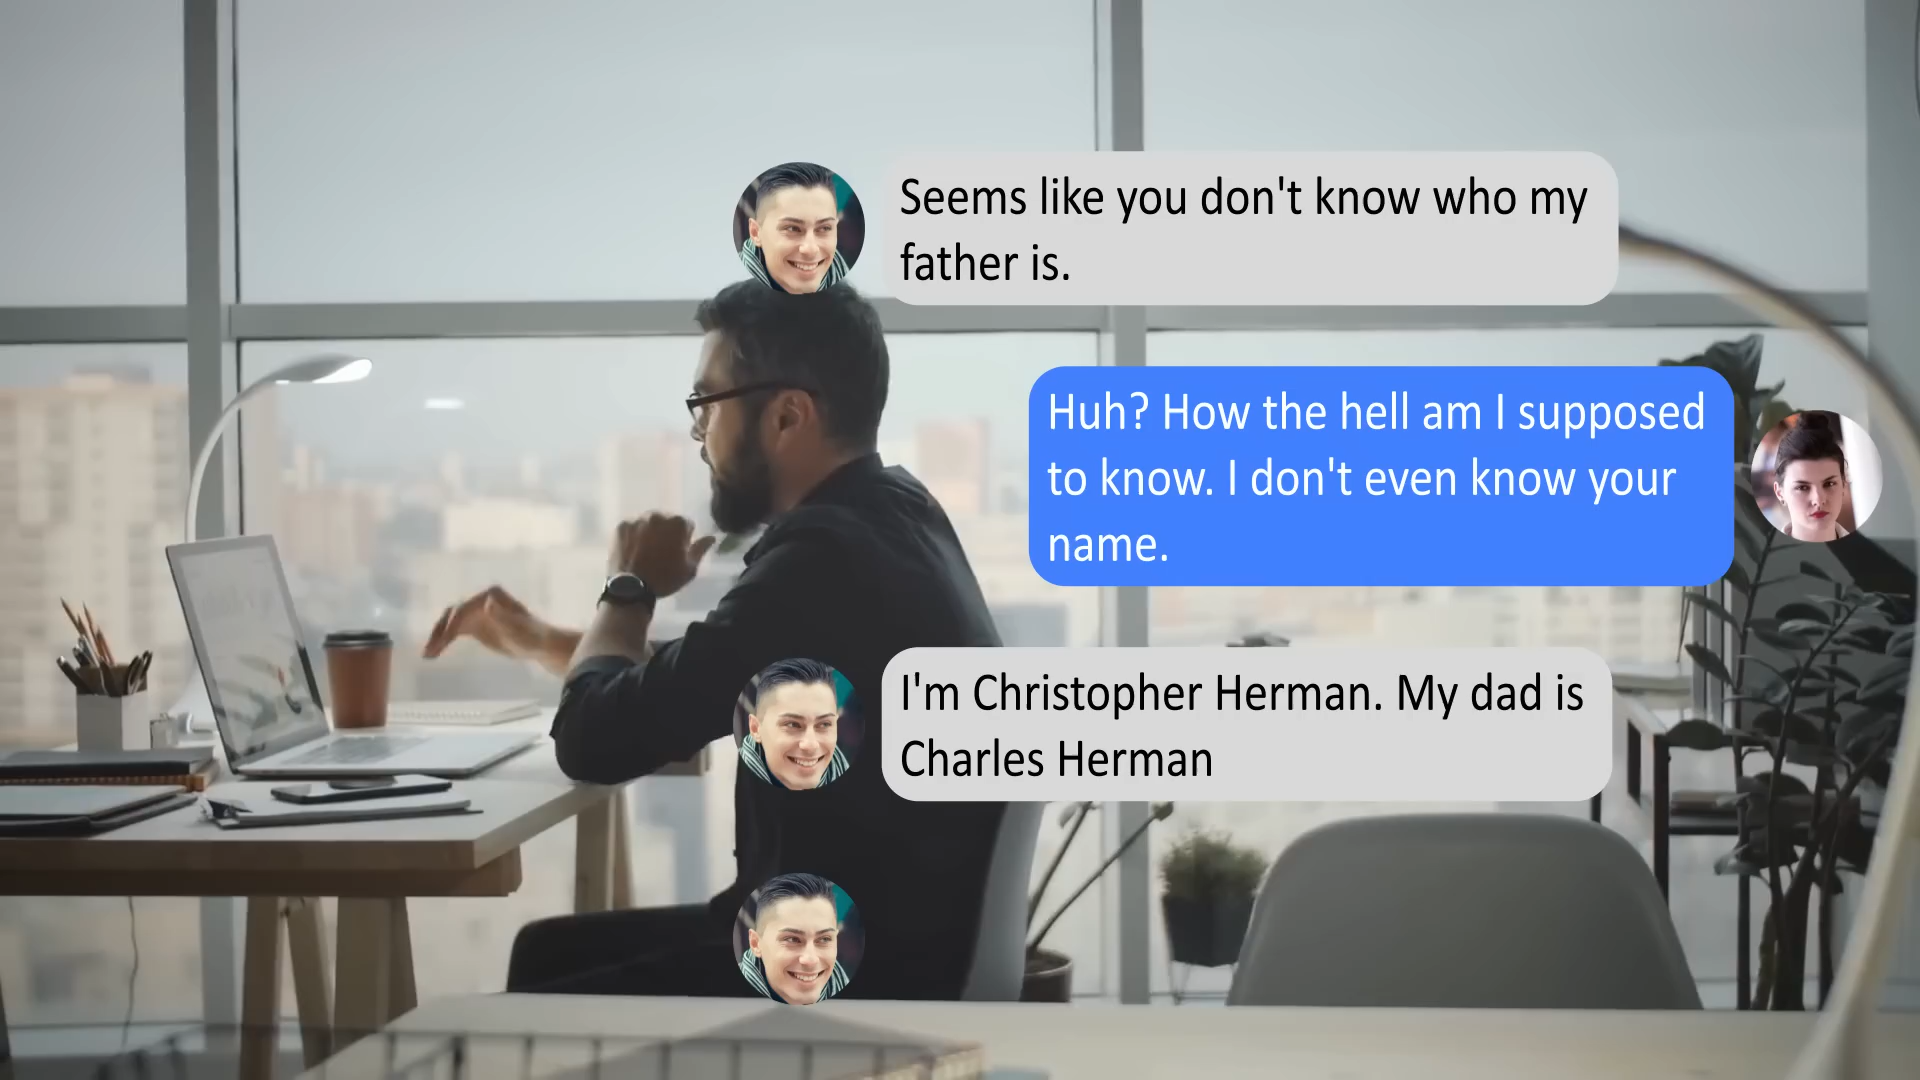 Seems like you don't know who my
father is.
Huh? How the hell am I supposed
to know. I don't even know your
name.
I'm Christopher Herman. My dad is
Charles Herman